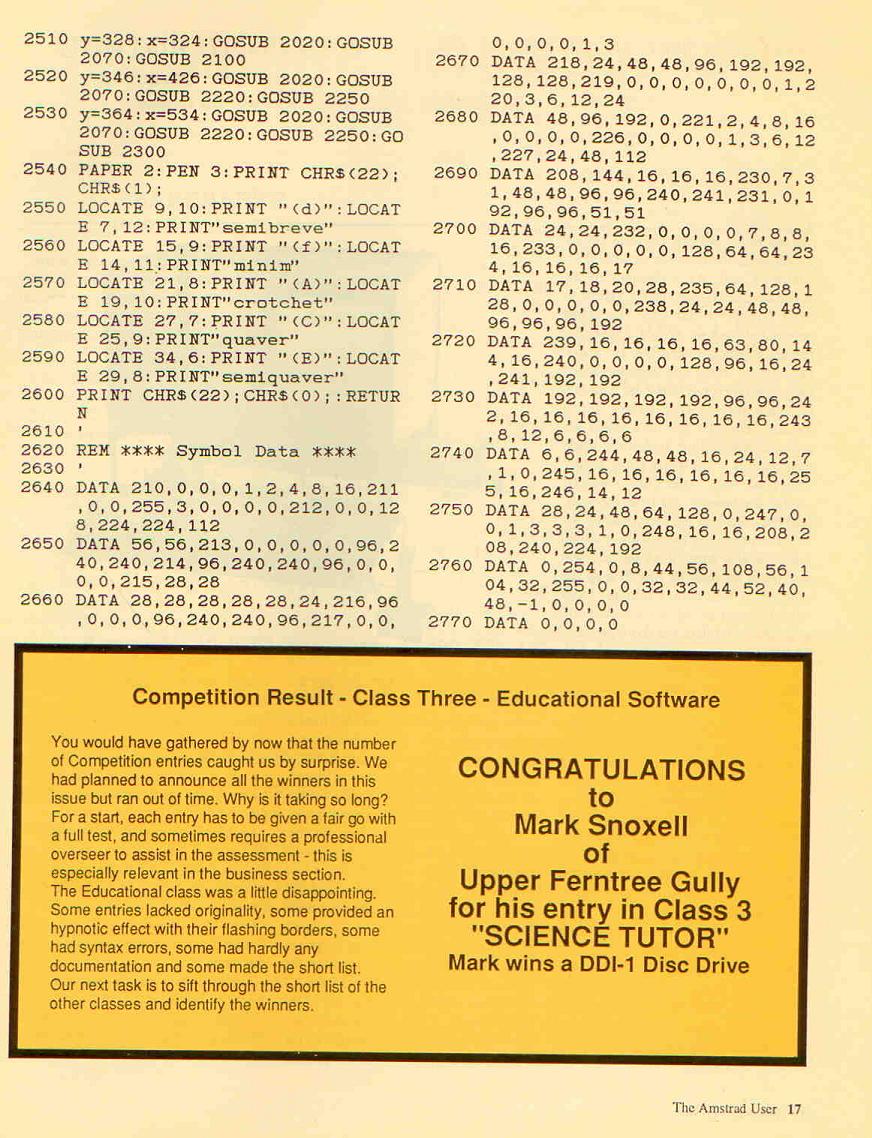 2510 y=328:x=324:GOSUB 2020:GOSUB
2070:GOSUB 2100
2520 y=346:x=426:GOSUB 2020:GOSUB
2070:GOSUB 2220:GOSUB 2250
2530 y=364:x=534:GOSUB 2020:GOSUB
2070:GOSUB 2220:GOSUB 2250:GO
SUB 2300
2540 PAPER 2:PEN 3:PRINT CHR$(22);
CHR$(1);
2550 LOCATE 9,10:PRINT "(d)":LOCAT
E 7,12:PRINT"semibreve"
2560 LOCATE 15,9:PRINT "(f)":LOCAT
E 14,11:PRINT"minim"
2570 LOCATE 21,8:PRINT "(A)":LOCAT
E 19,10:PRINT"crotchet"
2580 LOCATE 27,7:PRINT "(C)":LOCAT
E 25,9:PRINT"quaver"
2590 LOCATE 34,6:PRINT "(E)":LOCAT
E 29,8:PRINT"semiquaver"
2600 PRINT CHR$(22);CHR$(0);:RETUR
N
2610 '
2620 REM **** Symbol Data ****
2630 '
2640 DATA 210,0,0,0,1,2,4,8,16,211
,0,0,255,3,0,0,0,0,212,0,0,12
8,224,224,112
2650 DATA 56,56,213,0,0,0,0,0,96,2
40,240,214,96,240,240,96,0,0,
0,0,215,28,28
2660 DATA 28,28,28,28,28,24,216,96
,0,0,0,96,240,240,96,217,0,0,
0,0,0,0,1,3
2670 DATA 218,24,48,48,96,192,192,
128,128,219,0,0,0,0,0,0,1,2
20,3,6,12,24
2680 DATA 48,96,192,0,221,2,4,8,16
,0,0,0,0,226,0,0,0,0,1,3,6,12
,227,24,48,112
2690 DATA 208,144,16,16,16,230,7,3
1,48,48,96,96,240,241,231,0,1
92,96,96,51,51
2700 DATA 24,24,232,0,0,0,0,7,8,8,
16,233,0,0,0,0,0,128,64,64,23
4,16,16,16,17
2710 DATA 17,18,20,28,235,64,128,1
28,0,0,0,0,0,238,24,24,48,48,
96,96,96,192
2720 DATA 239,16,16,16,16,63,80,14
4,16,240,0,0,0,0,128,96,16,24
,241,192,192
2730 DATA 192,192,192,192,96,96,24
2,16,16,16,16,16,16,16,16,243
,8,12,6,6,6,6
2740 DATA 6,6,244,48,48,16,24,12,7
,1,0,245,16,16,16,16,16,16,25
5,16,246,14,12
2750 DATA 28,24,48,64,128,0,247,0,
0,1,3,3,3,1,0,248,16,16,208,2
08,240,224,192
2760 DATA 0,254,0,8,44,56,108,56,1
04,32,255,0,0,32,32,44,52,40,
48,-1,0,0,0,0
2770 DATA 0,0,0,0
Competition Result - Class Three - Educational Software
You would have gathered by now that the number
of Competition entries caught us by surprise. We
had planned to announce all the winners in this
issue but ran out of time. Why is it taking so long?
For a start, each entry has to be given a fair go with
a full test, and sometimes requires a professional
overseer to assist in the assessment - this is
especially relevant in the business section.
The Educational class was a little disappointing.
Some entries lacked originality, some provided an
hypnotic effect with their flashing borders, some
had syntax errors, some had hardly any
documentation and some made the short list.
Our next task is to sift through the short list of the
other classes and identify the winners.
CONGRATULATIONS
to
Mark Snoxell
of
Upper Ferntree Gully
for his entry in Class 3
"SCIENCE TUTOR"
Mark wins a DDI-1 Disc Drive
The Amstrad User 17